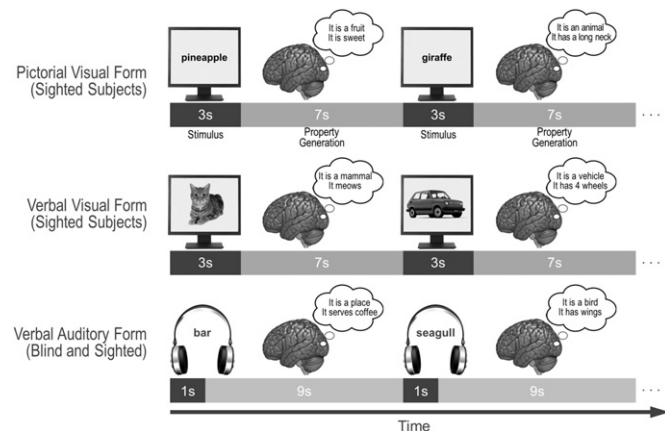 It is a fruit
It is sweet
It is an animal
It has a long neck
pineapple
giraffe
Pictorial Visual Form
(Sighted Subjects)
3s
7s
3s
7s
...
Stimulus
Property
Generation
Stimulus
Property
Generation
It is a mammal
It meows
It is a vehicle
It has 4 wheels
Verbal Visual Form
(Sighted Subjects)
3s
7s
3s
7s
...
It is a place
It serves coffee
It is a bird
It has wings
bar
seagull
Verbal Auditory Form
(Blind and Sighted)
1s
9s
1s
9s
...
Time